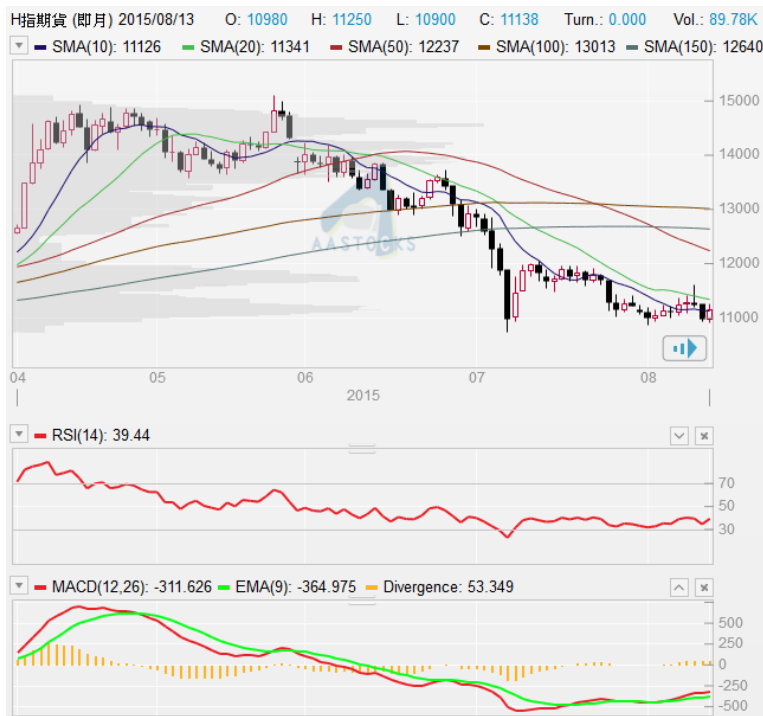 H指期貨 (即月) 2015/08/13 O: 10980 H: 11250 L: 10900 C: 11138 Turn.: 0.000 Vol.: 89.78K
SMA(10): 11126 SMA(20): 11341 SMA(50): 12237 SMA(100): 13013 SMA(150): 12640
15000
14000
13000
AASTOCKS
12000
11000
04 05 06 07 08
2015
RSI(14): 39.44
70
50
30
MACD(12,26): -311.626 EMA(9): -364.975 Divergence: 53.349
500
250
0
-250
-500